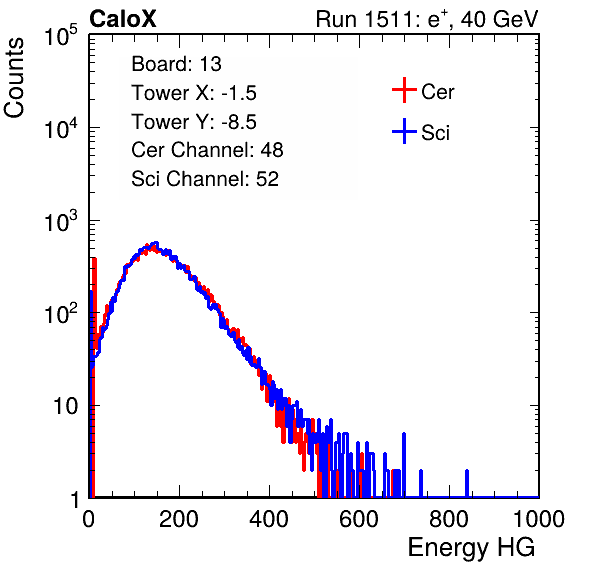 CaloX Run 1511: e⁺, 40 GeV
Board: 13
Tower X: -1.5
Tower Y: -8.5
Cer Channel: 48
Sci Channel: 52
Cer
Sci
Counts
10⁵
10⁴
10³
10²
10
1
0 200 400 600 800 1000
Energy HG